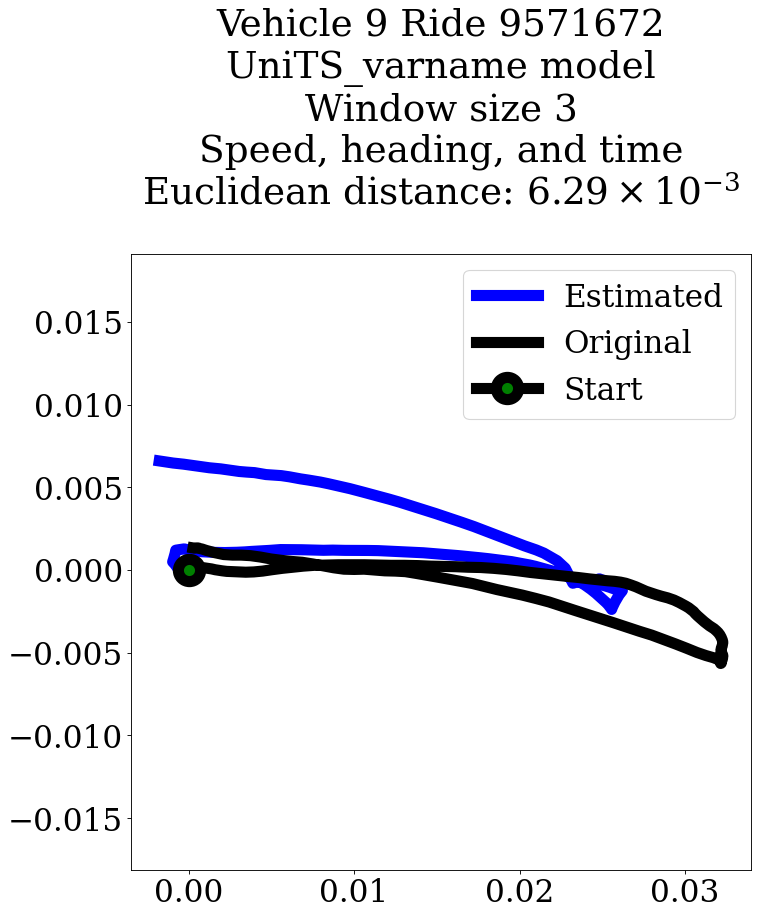 Vehicle 9 Ride 9571672
UniTS_varname model
Window size 3
Speed, heading, and time
Euclidean distance: 6.29 × 10⁻³
Estimated
Original
Start
0.015
0.010
0.005
0.000
−0.005
−0.010
−0.015
0.00 0.01 0.02 0.03